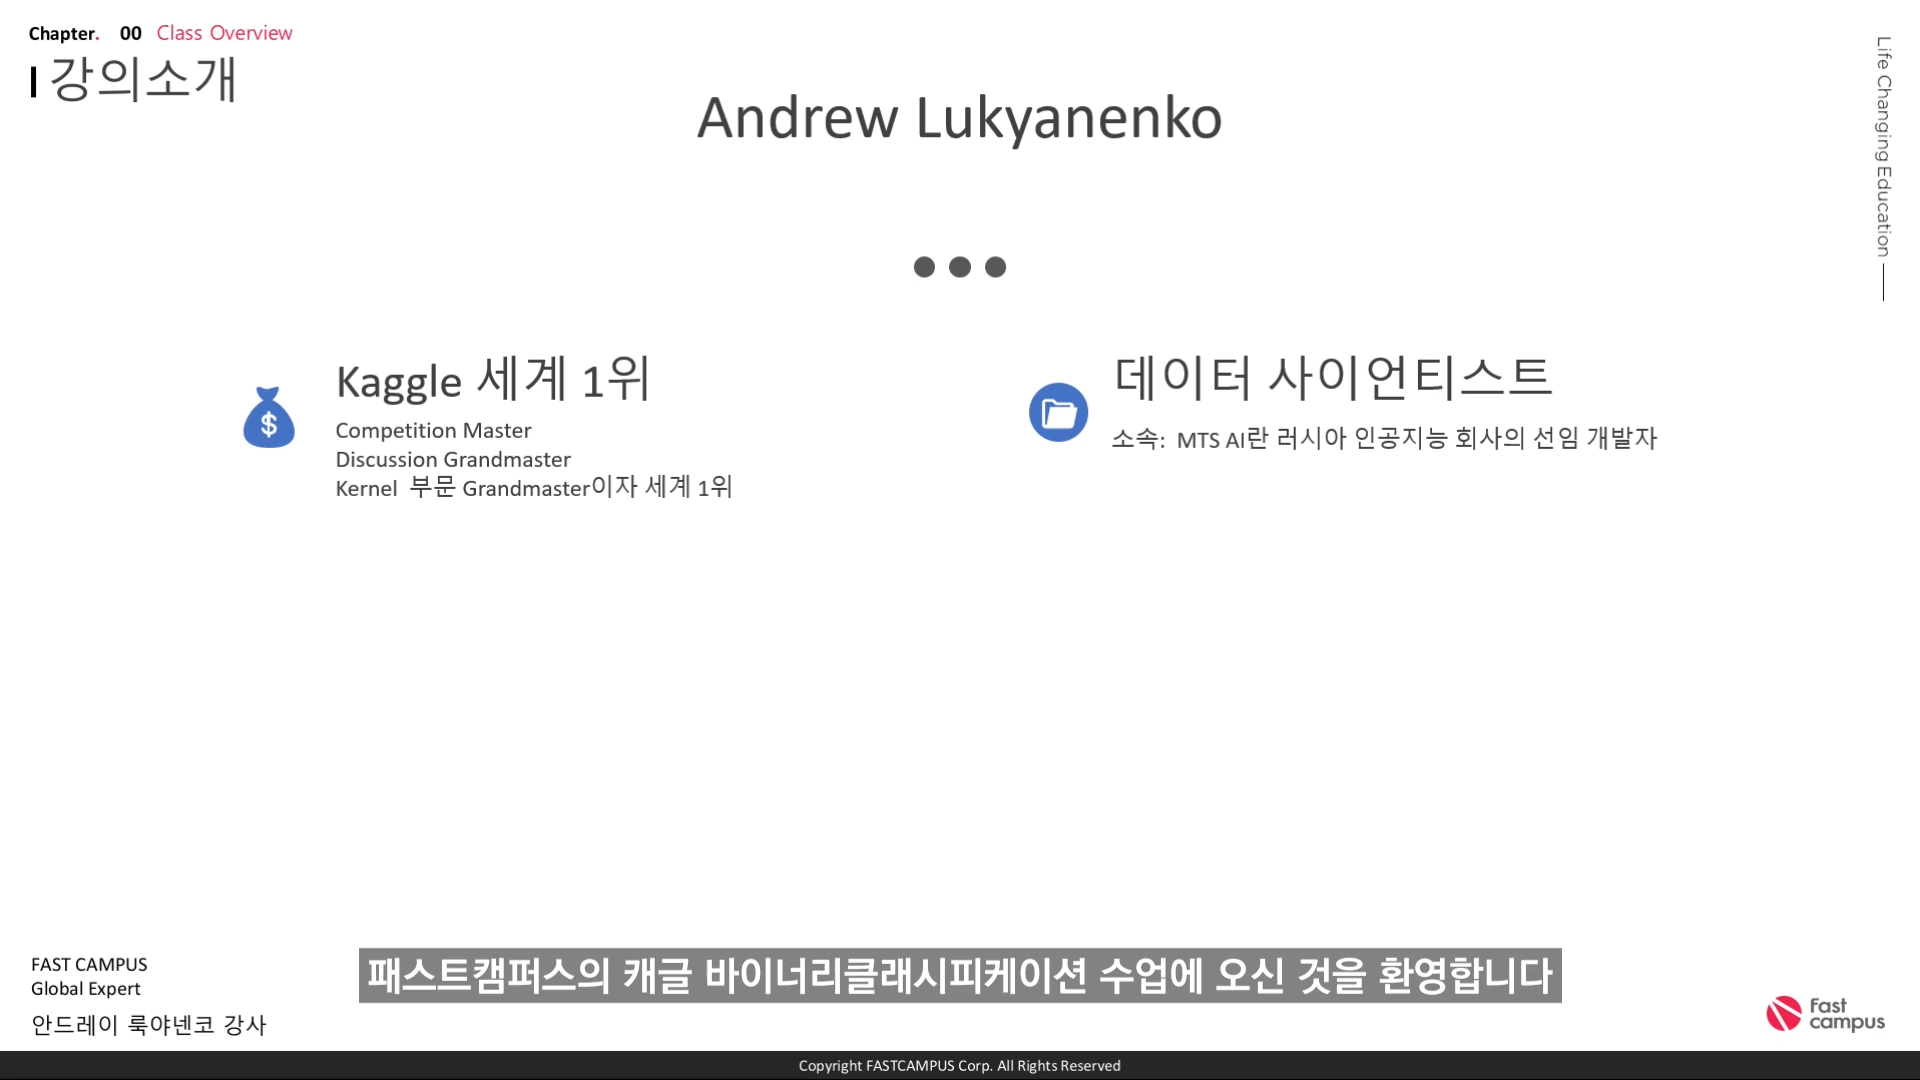 Chapter. 00 Class Overview
강의소개
Andrew Lukyanenko
Life Changing Education
Kaggle 세계 1위
Competition Master
Discussion Grandmaster
Kernel 부문 Grandmaster이자 세계 1위
데이터 사이언티스트
소속: MTS AI란 러시아 인공지능 회사의 선임 개발자
패스트캠퍼스의 캐글 바이너리클래시피케이션 수업에 오신 것을 환영합니다
FAST CAMPUS
Global Expert
안드레이 룩야넨코 강사
Fast
campus
Copyright FASTCAMPUS Corp. All Rights Reserved